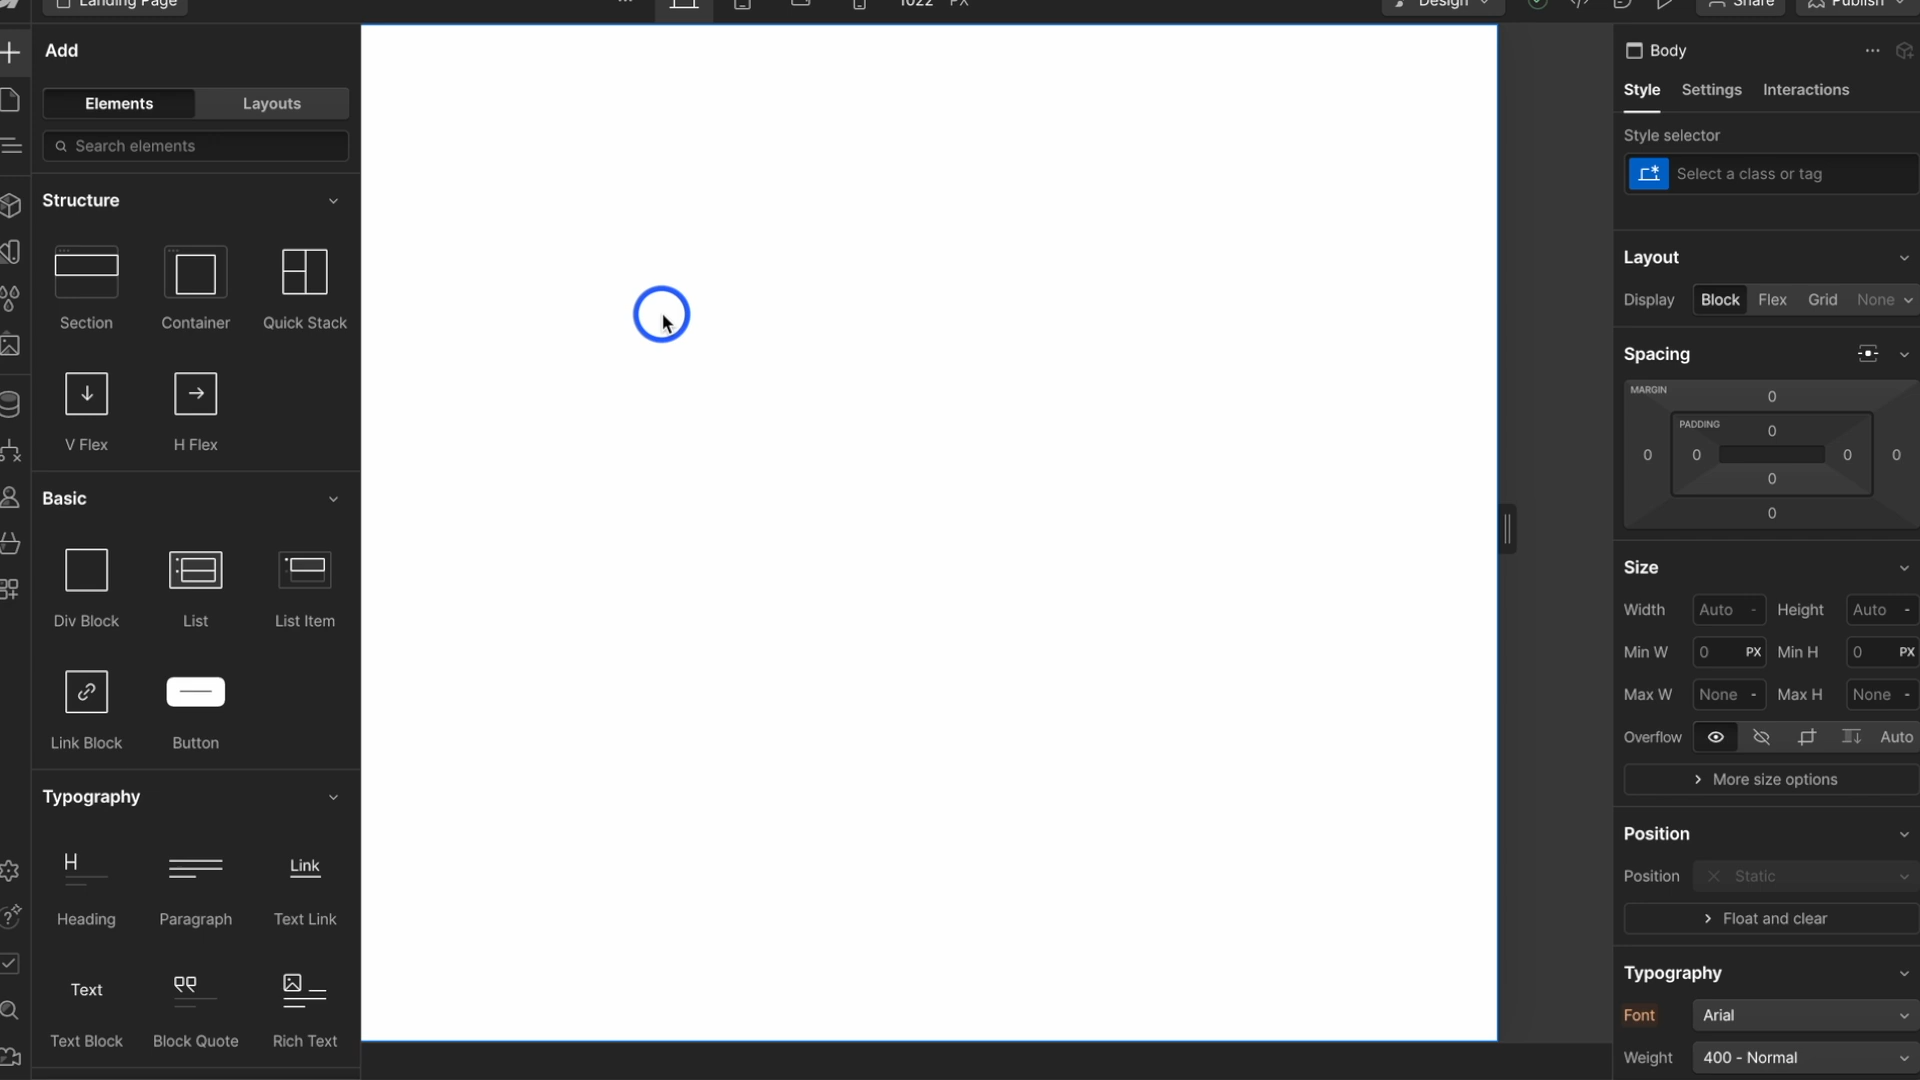 Landing Page
1022 PX
Design
Share
Publish
Add
Elements
Layouts
Search elements
Structure
Section
Container
Quick Stack
V Flex
H Flex
Basic
Div Block
List
List Item
Link Block
Button
Typography
H
Heading
Paragraph
Link
Text Link
Text
Text Block
Block Quote
Rich Text
Body
Style
Settings
Interactions
Style selector
Select a class or tag
Layout
Display
Block
Flex
Grid
None
Spacing
MARGIN
0
PADDING
0
0
0
0
0
0
0
Size
Width
Auto -
Height
Auto -
Min W
0 PX
Min H
0 PX
Max W
None -
Max H
None -
Overflow
Auto
More size options
Position
Position
Static
Float and clear
Typography
Font
Arial
Weight
400 - Normal